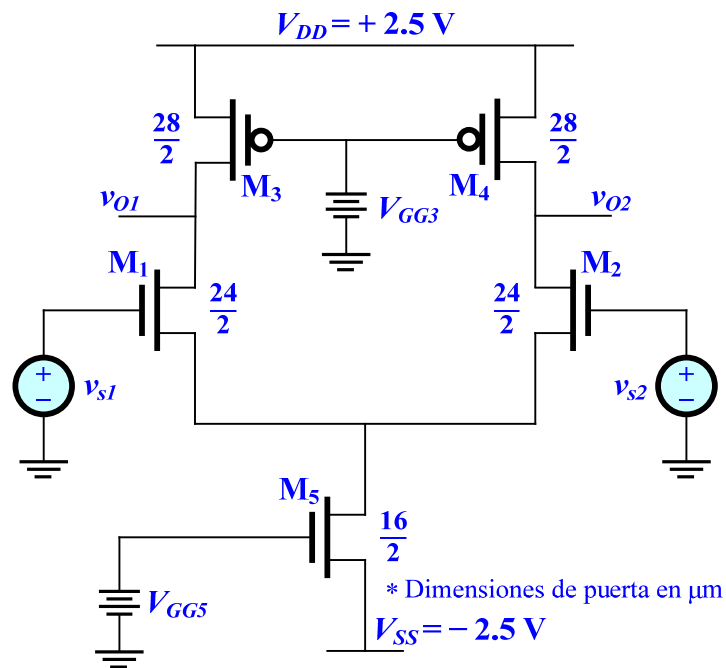 V_DD = + 2.5 V
28/2
28/2
M3
M4
v_O1
V_GG3
v_O2
M1
M2
24/2
24/2
+
−
v_s1
+
−
v_s2
M5
16/2
V_GG5
* Dimensiones de puerta en μm
V_SS = − 2.5 V